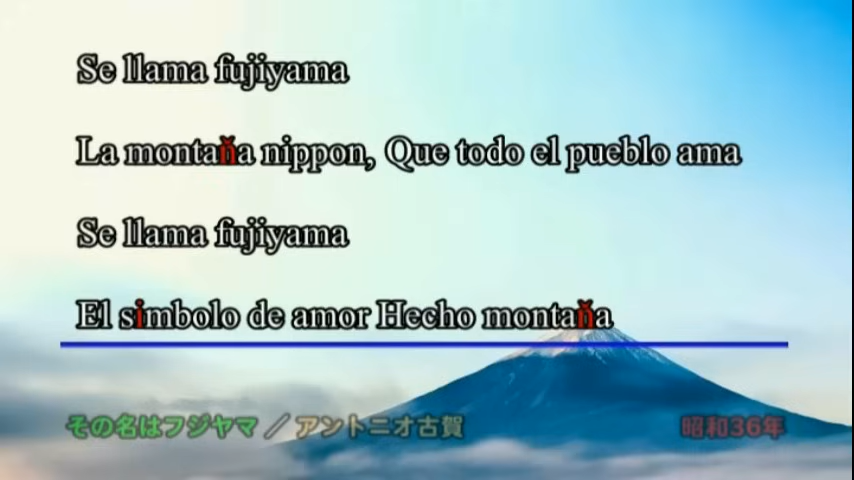 Se llama fujiyama
La montaňa nippon, Que todo el pueblo ama
Se llama fujiyama
El simbolo de amor Hecho montaňa
その名はフジヤマ ／ アントニオ古賀 昭和36年